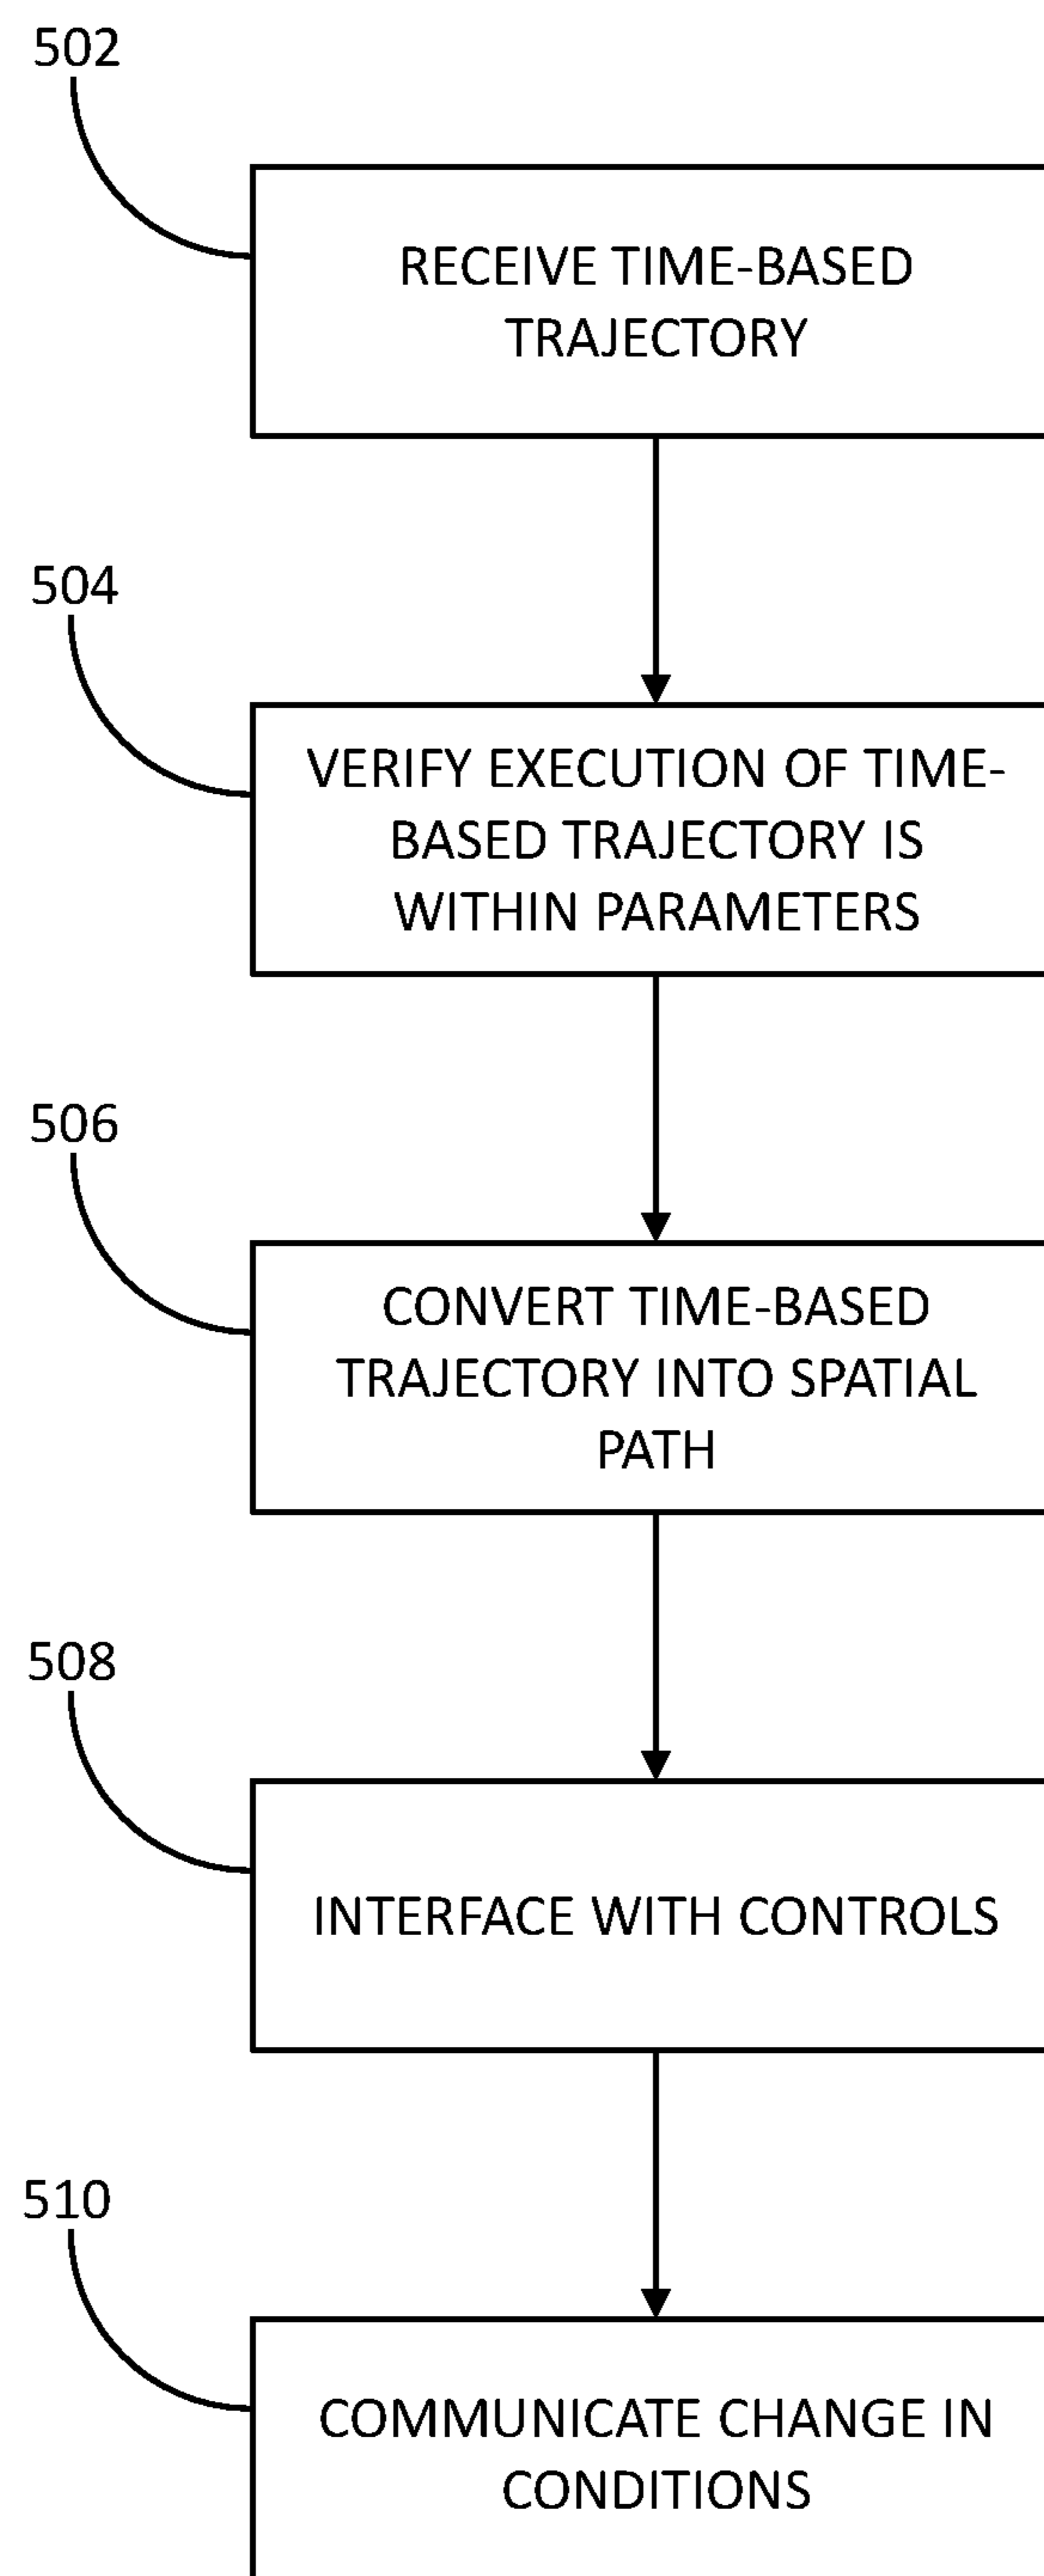 502
RECEIVE TIME-BASED
TRAJECTORY
504
VERIFY EXECUTION OF TIME-
BASED TRAJECTORY IS
WITHIN PARAMETERS
506
CONVERT TIME-BASED
TRAJECTORY INTO SPATIAL
PATH
508
INTERFACE WITH CONTROLS
510
COMMUNICATE CHANGE IN
CONDITIONS